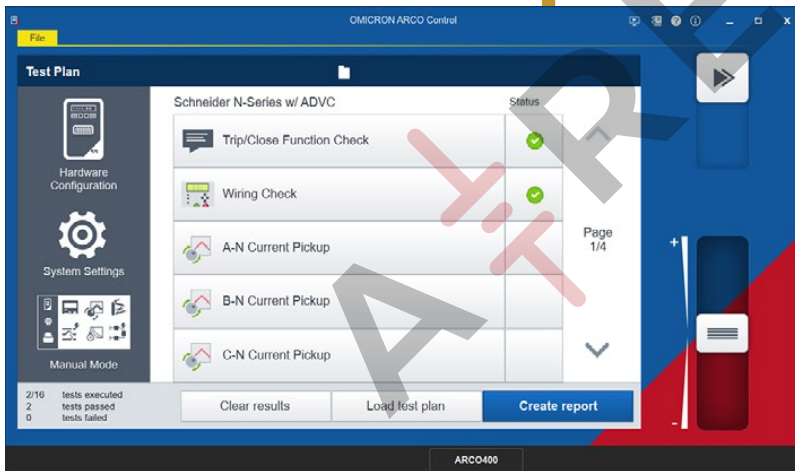 OMICRON ARCO Control
File
Test Plan
Schneider N-Series w/ ADVC
Status
Trip/Close Function Check
Hardware
Configuration
Wiring Check
System Settings
A-N Current Pickup
Page
1/4
B-N Current Pickup
Manual Mode
C-N Current Pickup
2/16 tests executed
2 tests passed
0 tests failed
Clear results
Load test plan
Create report
+
-
ARCO400